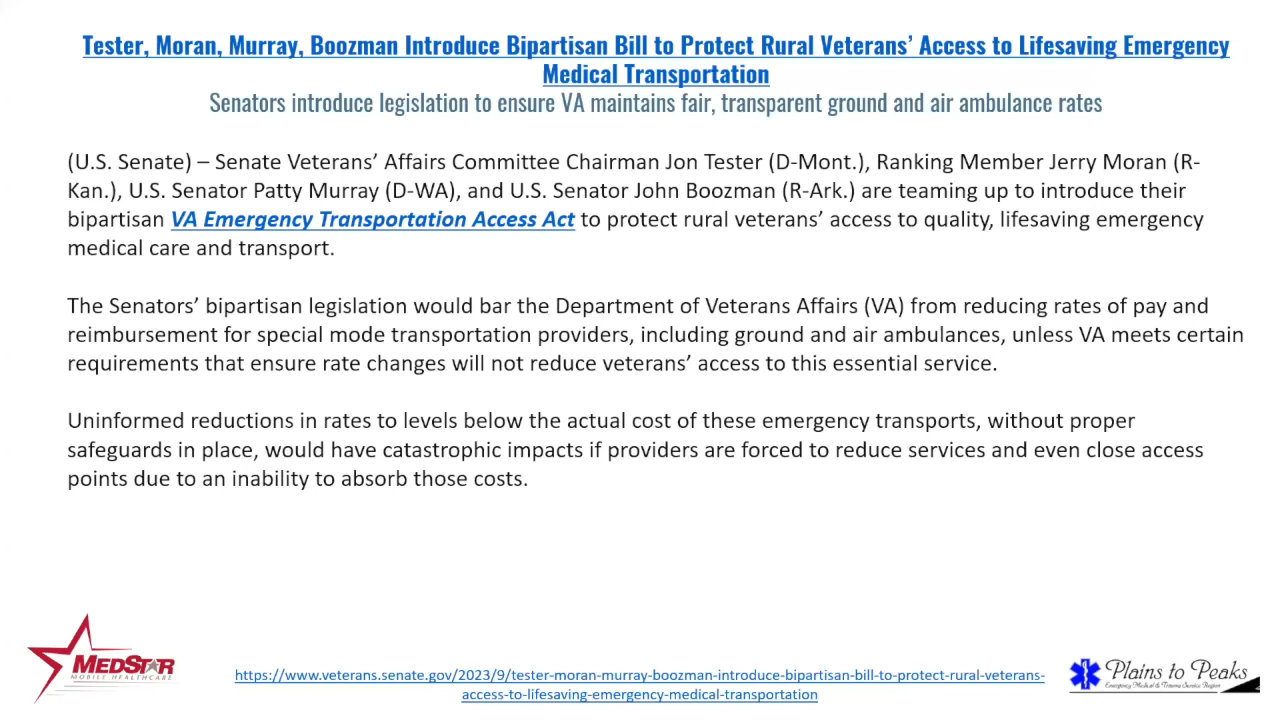 Tester, Moran, Murray, Boozman Introduce Bipartisan Bill to Protect Rural Veterans’ Access to Lifesaving Emergency
Medical Transportation
Senators introduce legislation to ensure VA maintains fair, transparent ground and air ambulance rates
(U.S. Senate) – Senate Veterans’ Affairs Committee Chairman Jon Tester (D-Mont.), Ranking Member Jerry Moran (R-
Kan.), U.S. Senator Patty Murray (D-WA), and U.S. Senator John Boozman (R-Ark.) are teaming up to introduce their
bipartisan VA Emergency Transportation Access Act to protect rural veterans’ access to quality, lifesaving emergency
medical care and transport.
The Senators’ bipartisan legislation would bar the Department of Veterans Affairs (VA) from reducing rates of pay and
reimbursement for special mode transportation providers, including ground and air ambulances, unless VA meets certain
requirements that ensure rate changes will not reduce veterans’ access to this essential service.
Uninformed reductions in rates to levels below the actual cost of these emergency transports, without proper
safeguards in place, would have catastrophic impacts if providers are forced to reduce services and even close access
points due to an inability to absorb those costs.
MEDSTAR
MOBILE HEALTHCARE
https://www.veterans.senate.gov/2023/9/tester-moran-murray-boozman-introduce-bipartisan-bill-to-protect-rural-veterans-
access-to-lifesaving-emergency-medical-transportation
Plains to Peaks
Emergency Medical & Trauma Service Region